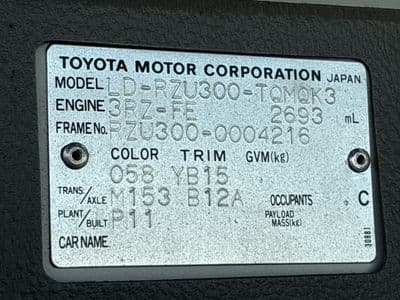 TOYOTA MOTOR CORPORATION JAPAN
MODEL LD-RZU300-TQMQK3
ENGINE 3RZ-FE 2693 mL
FRAME No. RZU300-0004216
COLOR TRIM GVM(kg)
058 YB15
TRANS/AXLE M153 B12A OCCUPANTS , C
PLANT/BUILT P11 PAYLOAD MASS(kg)
CAR NAME
30881